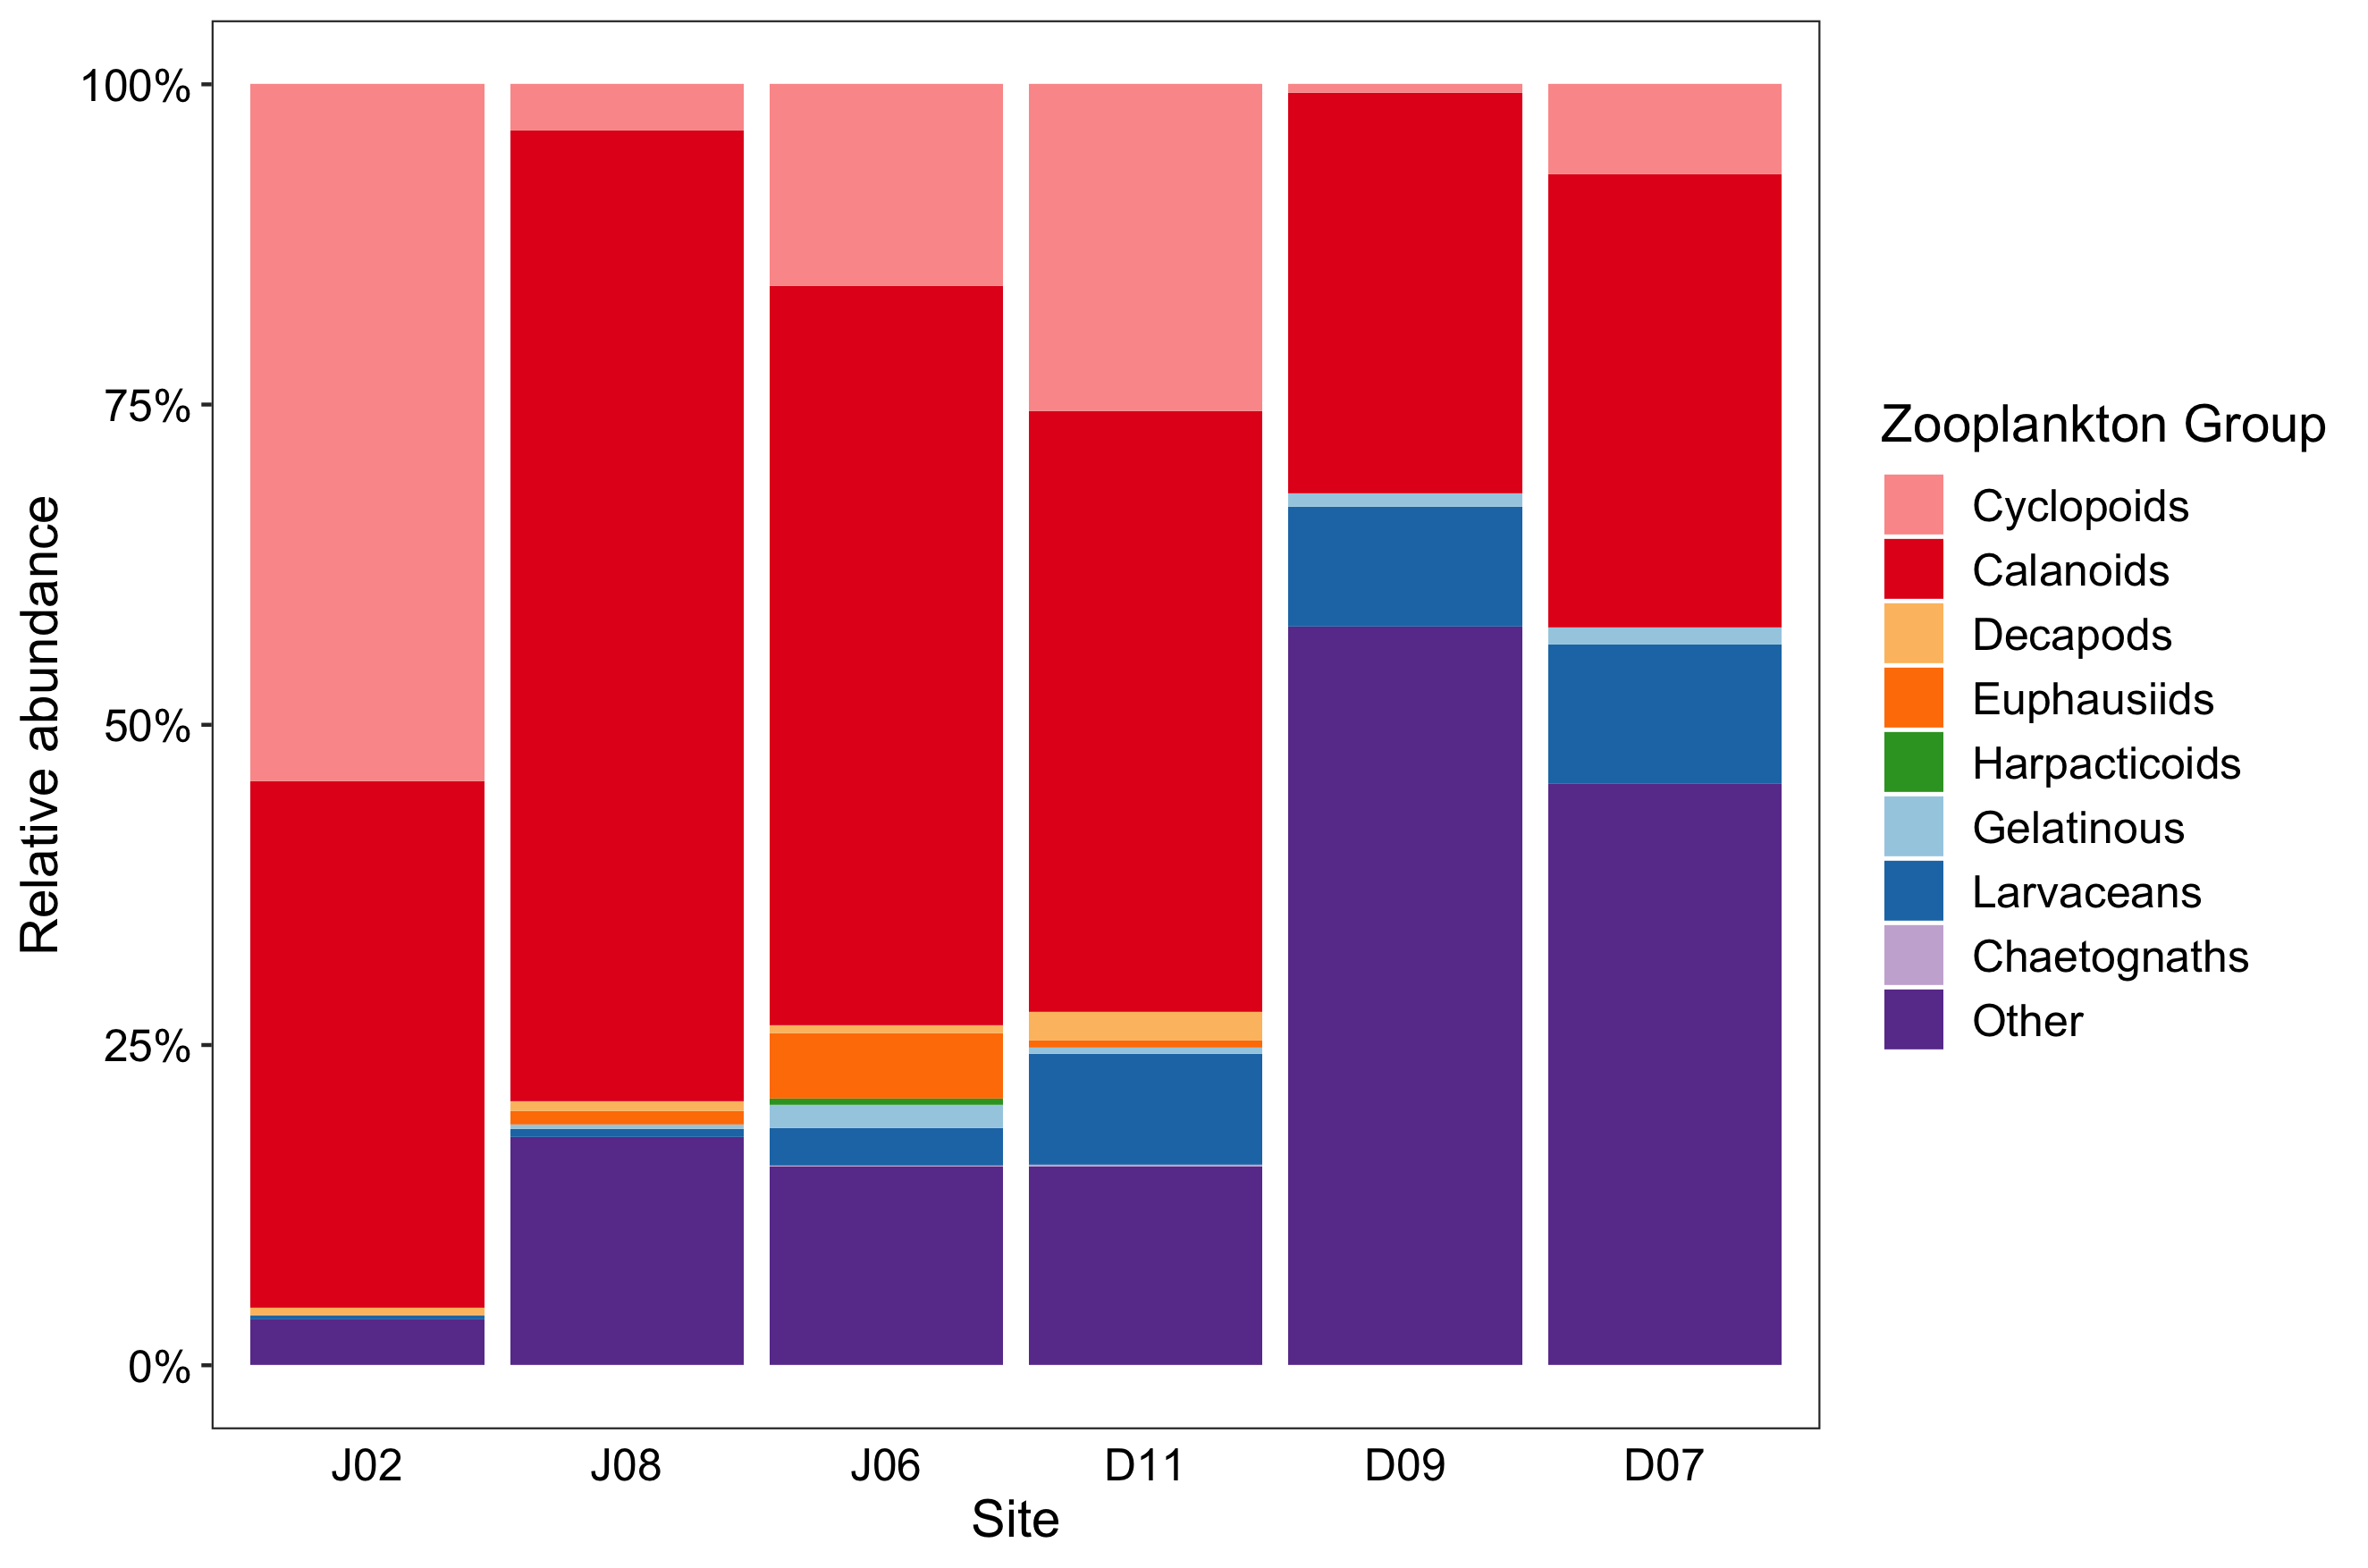 Relative abundance
100%
75%
50%
25%
0%
J02 J08 J06 D11 D09 D07
Site
Zooplankton Group
Cyclopoids
Calanoids
Decapods
Euphausiids
Harpacticoids
Gelatinous
Larvaceans
Chaetognaths
Other